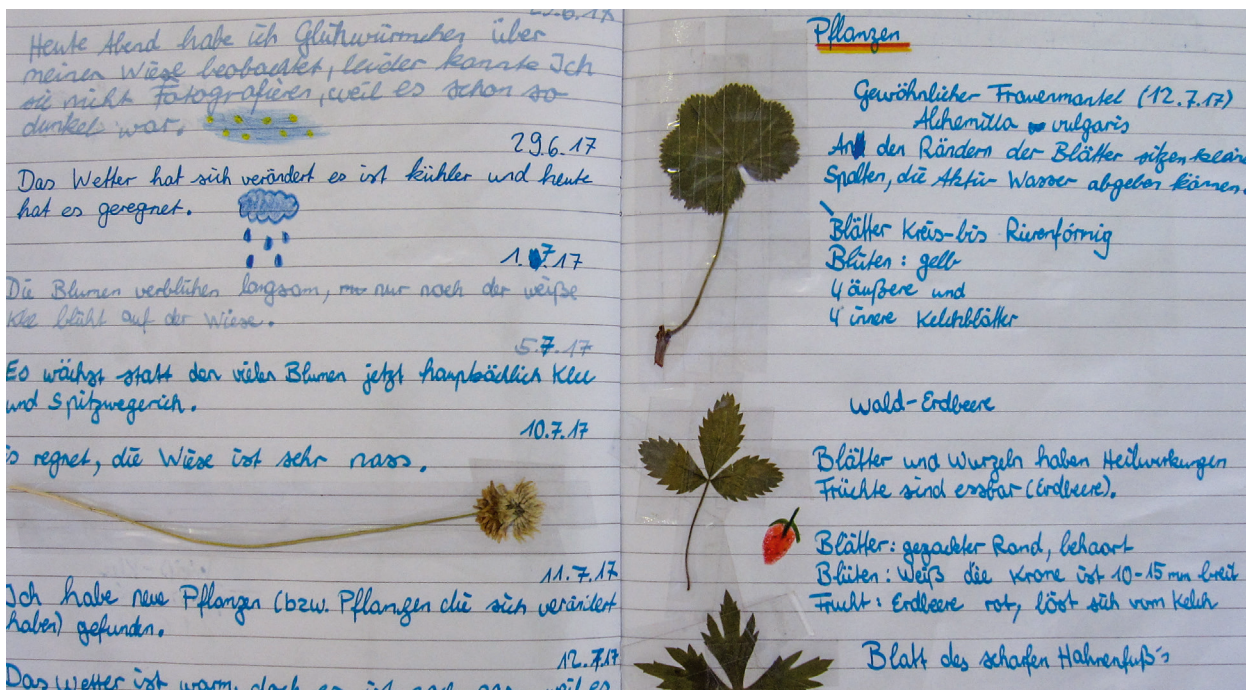 29.6.17
Heute Abend habe ich Glühwürmchen über
meiner Wiese beobachtet, leider konnte Ich
sie nicht Fotografieren, weil es schon so
dunkel war.
29.6.17
Das Wetter hat sich verändert es ist kühler und heute
hat es geregnet.
1.7.17
Die Blumen verblühen langsam, nur noch der weiße
Klee blüht auf der Wiese.
5.7.17
Es wächst statt den vielen Blumen jetzt hauptsächlich Klee
und Spitzwegerich.
10.7.17
s regnet, die Wiese ist sehr nass.
11.7.17
Ich habe neue Pflanzen (bzw. Pflanzen die sich verändert
haben) gefunden.
12.7.17
Das Wetter ist warm, doch es ist
Pflanzen
Gewöhnlicher Frauenmantel (12.7.17)
Alchemilla vulgaris
An den Rändern der Blätter sitzen kleine
Spalten, die Aktiv Wasser abgeben können.
Blätter Kreis-bis Nierenförmig
Blüten: gelb
4 äußere und
4 innere Kelchblätter
Wald-Erdbeere
Blätter und Wurzeln haben Heilwirkungen
Früchte sind essbar (Erdbeere).
Blätter: gezackter Rand, behaart
Blüten: Weiß die Krone ist 10-15 mm breit
Frucht: Erdbeere rot, löst sich vom Kelch
Blatt des scharfen Hahnenfuß's